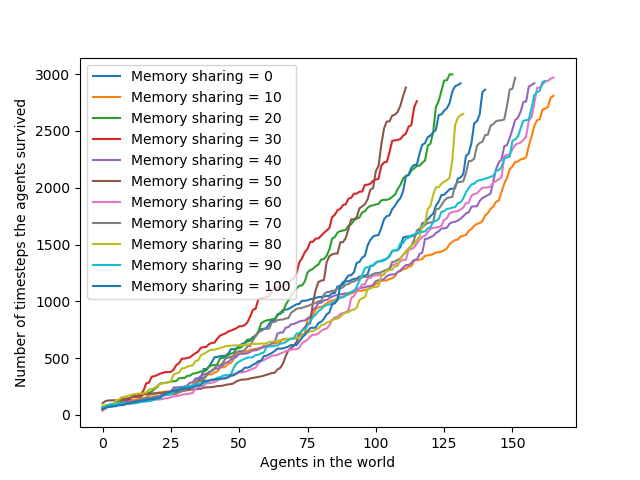 3000
2500
2000
1500
1000
500
0
Number of timesteps the agents survived
Memory sharing = 0
Memory sharing = 10
Memory sharing = 20
Memory sharing = 30
Memory sharing = 40
Memory sharing = 50
Memory sharing = 60
Memory sharing = 70
Memory sharing = 80
Memory sharing = 90
Memory sharing = 100
0 25 50 75 100 125 150
Agents in the world